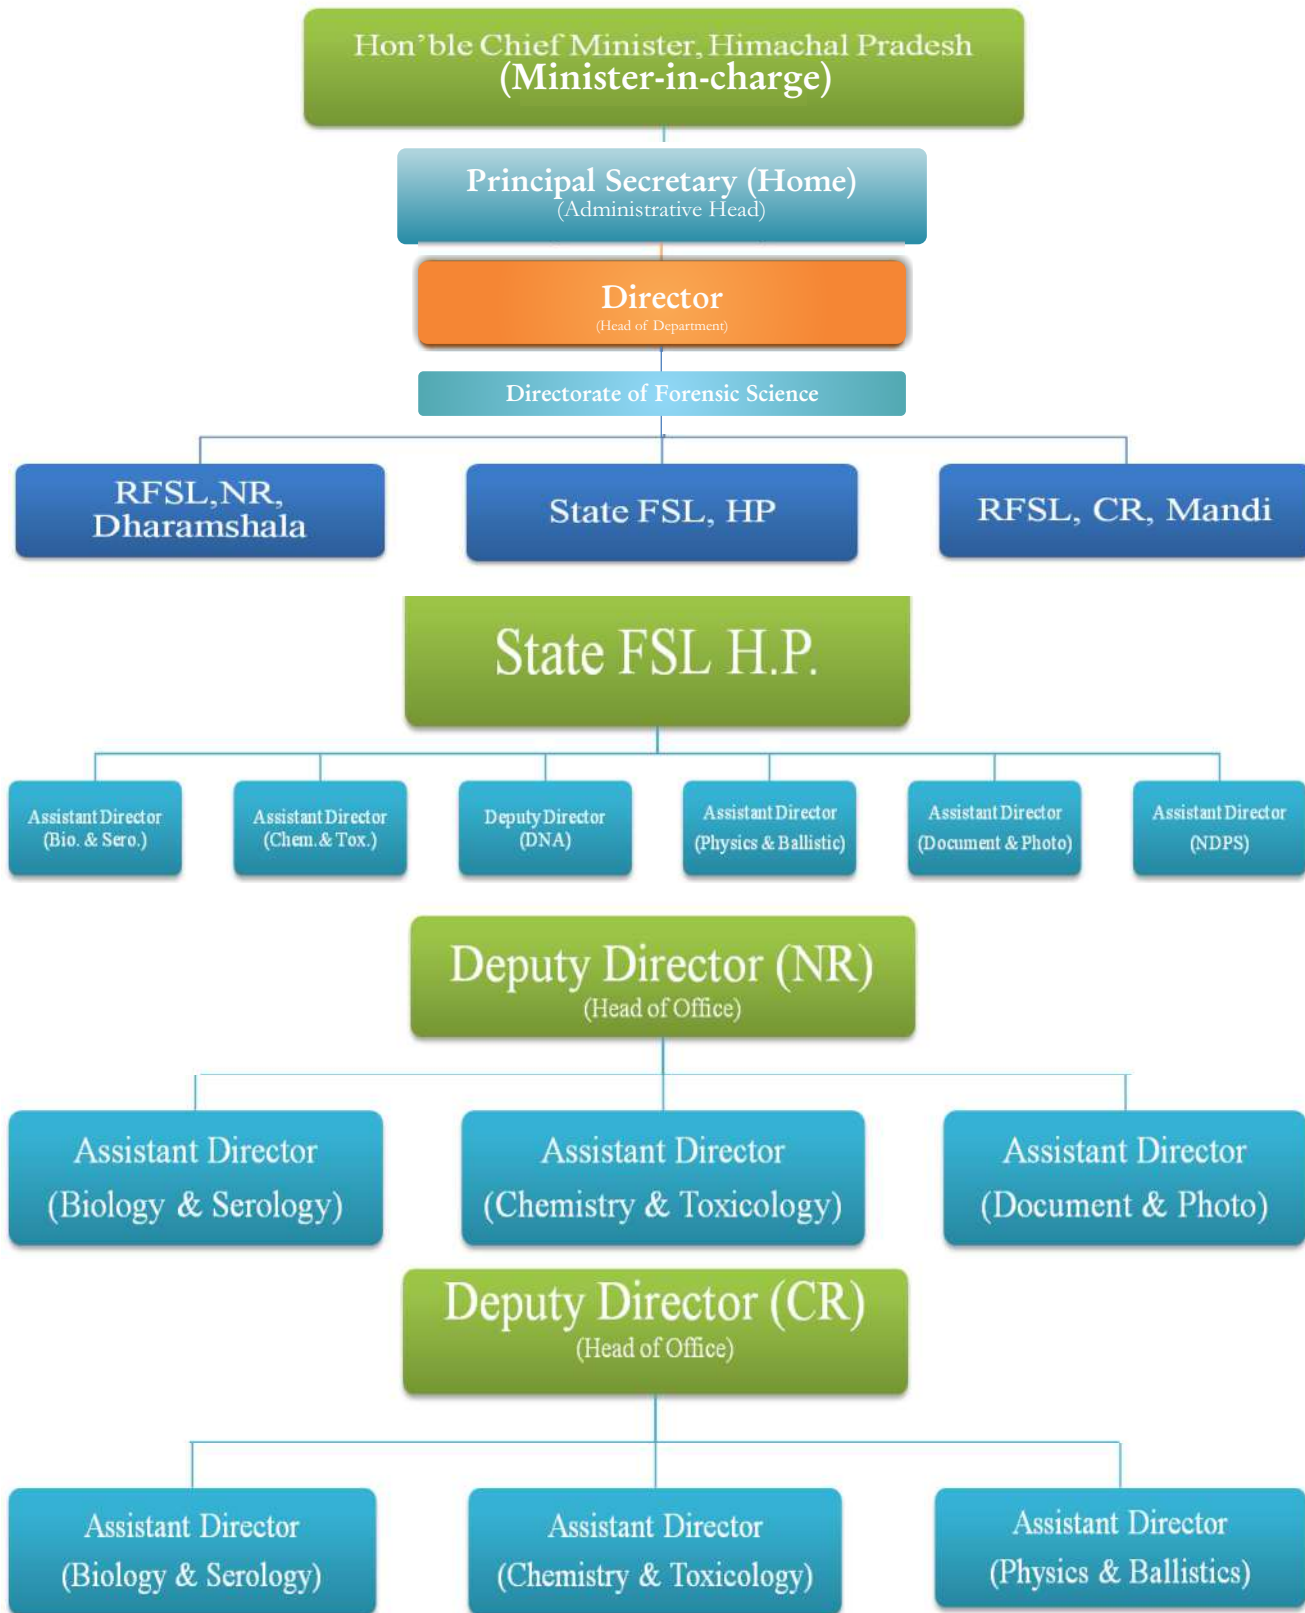 Hon’ble Chief Minister, Himachal Pradesh
(Minister-in-charge)
Principal Secretary (Home)
(Administrative Head)
Director
(Head of Department)
Directorate of Forensic Science
RFSL,NR,
Dharamshala
State FSL, HP
RFSL, CR, Mandi
State FSL H.P.
Assistant Director
(Bio. & Sero.)
Assistant Director
(Chem. & Tox.)
Deputy Director
(DNA)
Assistant Director
(Physics & Ballistic)
Assistant Director
(Document & Photo)
Assistant Director
(NDPS)
Deputy Director (NR)
(Head of Office)
Assistant Director
(Biology & Serology)
Assistant Director
(Chemistry & Toxicology)
Assistant Director
(Document & Photo)
Deputy Director (CR)
(Head of Office)
Assistant Director
(Biology & Serology)
Assistant Director
(Chemistry & Toxicology)
Assistant Director
(Physics & Ballistics)